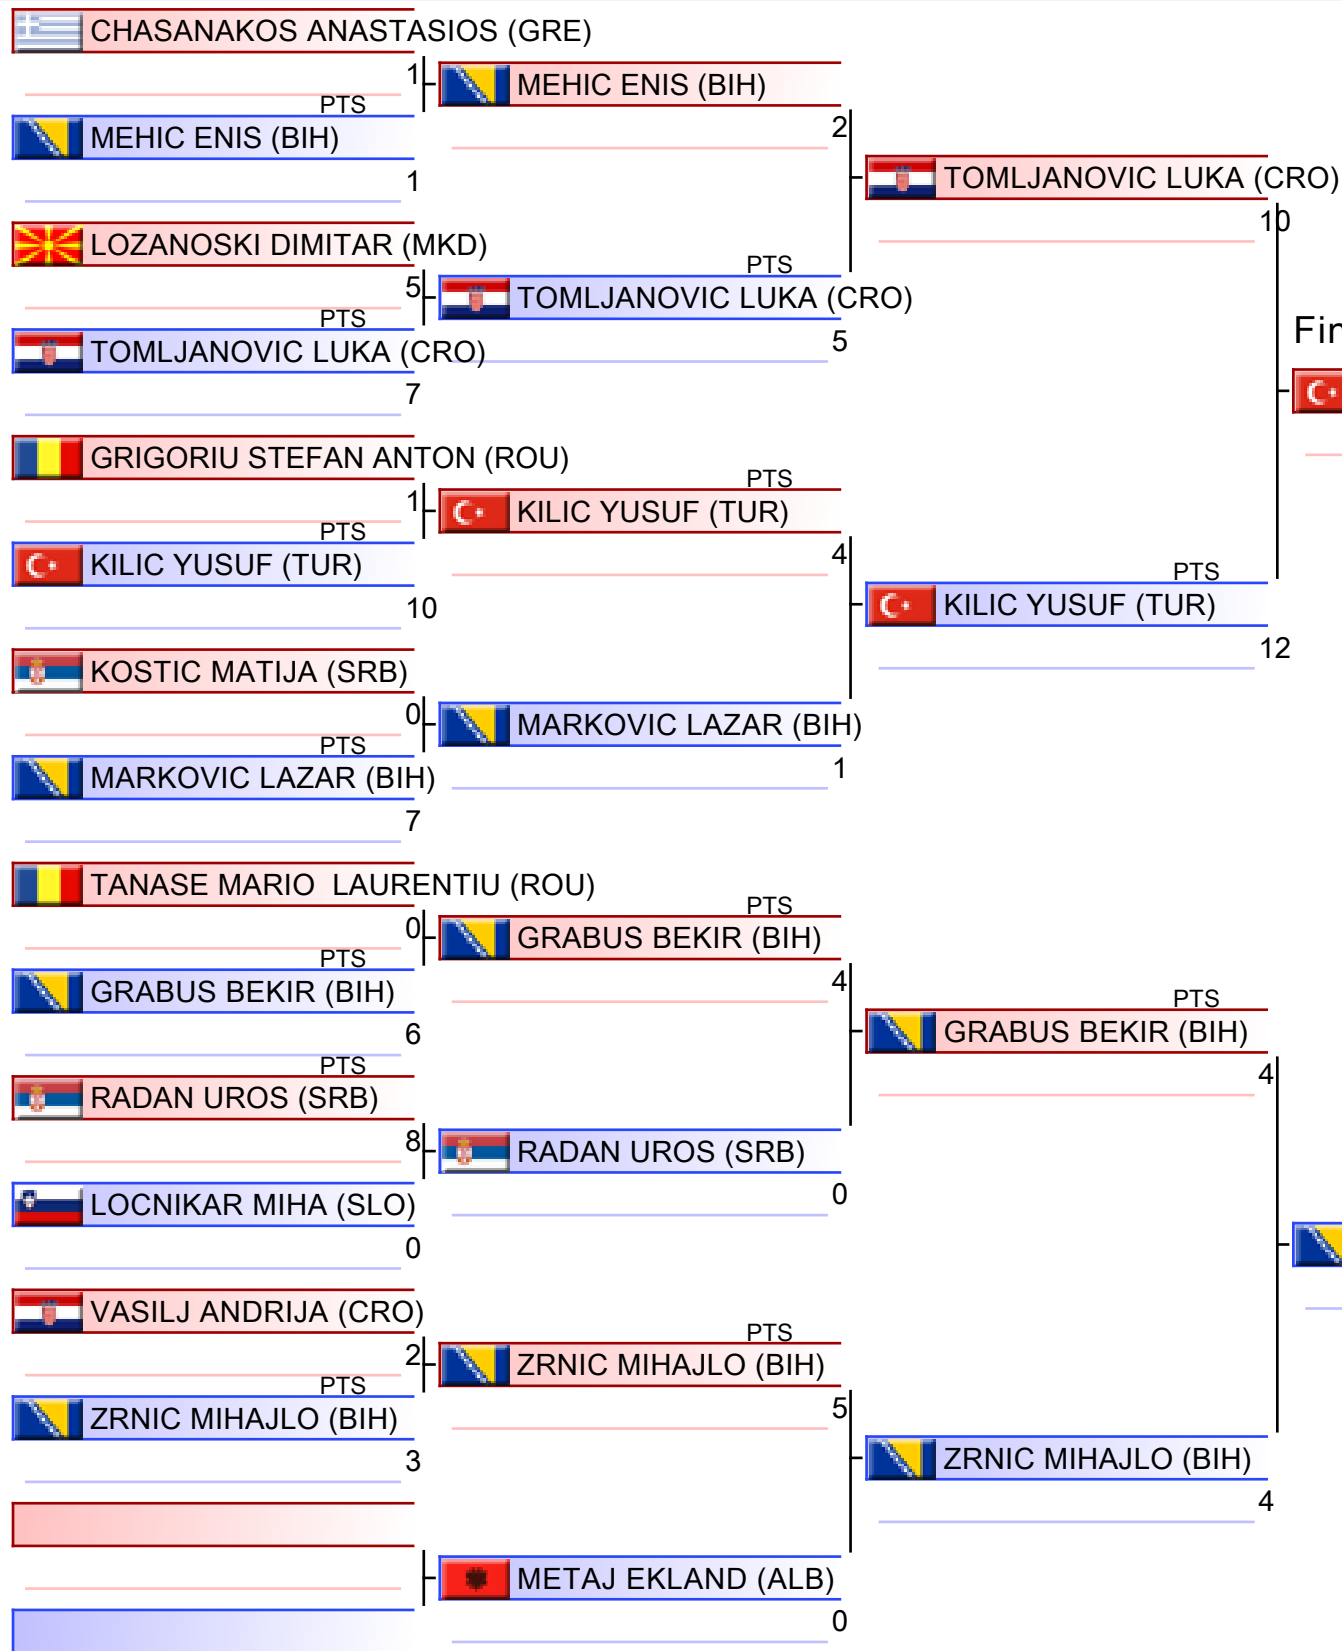 CHASANAKOS ANASTASIOS (GRE)
1
PTS
MEHIC ENIS (BIH)
1
LOZANOSKI DIMITAR (MKD)
5
PTS
TOMLJANOVIC LUKA (CRO)
7
GRIGORIU STEFAN ANTON (ROU)
1
PTS
KILIC YUSUF (TUR)
10
KOSTIC MATIJA (SRB)
0
PTS
MARKOVIC LAZAR (BIH)
7
TANASE MARIO  LAURENTIU (ROU)
0
PTS
GRABUS BEKIR (BIH)
6
PTS
RADAN UROS (SRB)
8
LOCNIKAR MIHA (SLO)
0
VASILJ ANDRIJA (CRO)
2
PTS
ZRNIC MIHAJLO (BIH)
3
MEHIC ENIS (BIH)
2
PTS
TOMLJANOVIC LUKA (CRO)
5
PTS
KILIC YUSUF (TUR)
4
MARKOVIC LAZAR (BIH)
1
PTS
GRABUS BEKIR (BIH)
4
RADAN UROS (SRB)
0
PTS
ZRNIC MIHAJLO (BIH)
5
METAJ EKLAND (ALB)
0
TOMLJANOVIC LUKA (CRO)
10
PTS
KILIC YUSUF (TUR)
12
PTS
GRABUS BEKIR (BIH)
4
ZRNIC MIHAJLO (BIH)
4